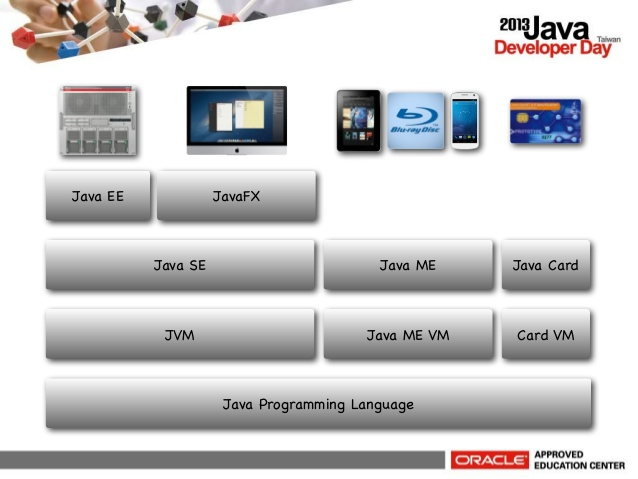 2013 Java Taiwan
Developer Day
Blu-ray Disc
PROTOTYPE
Java EE
JavaFX
Java SE
Java ME
Java Card
JVM
Java ME VM
Card VM
Java Programming Language
ORACLE
APPROVED
EDUCATION CENTER